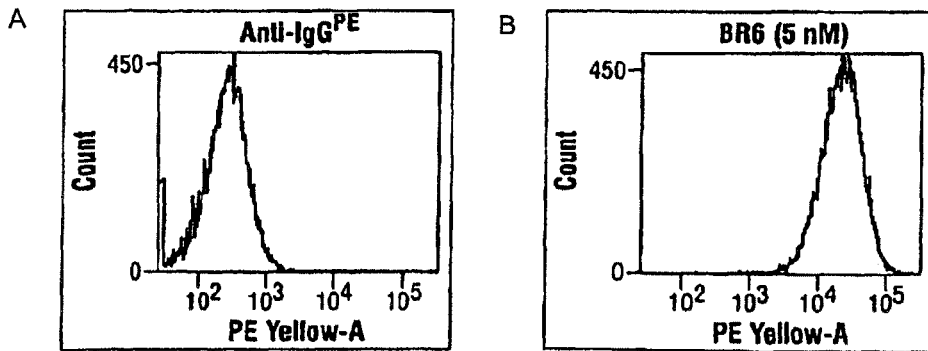 A
Anti-IgG^PE
450
Count
0
10^2 10^3 10^4 10^5
PE Yellow-A
B
BR6 (5 nM)
450
Count
0
10^2 10^3 10^4 10^5
PE Yellow-A